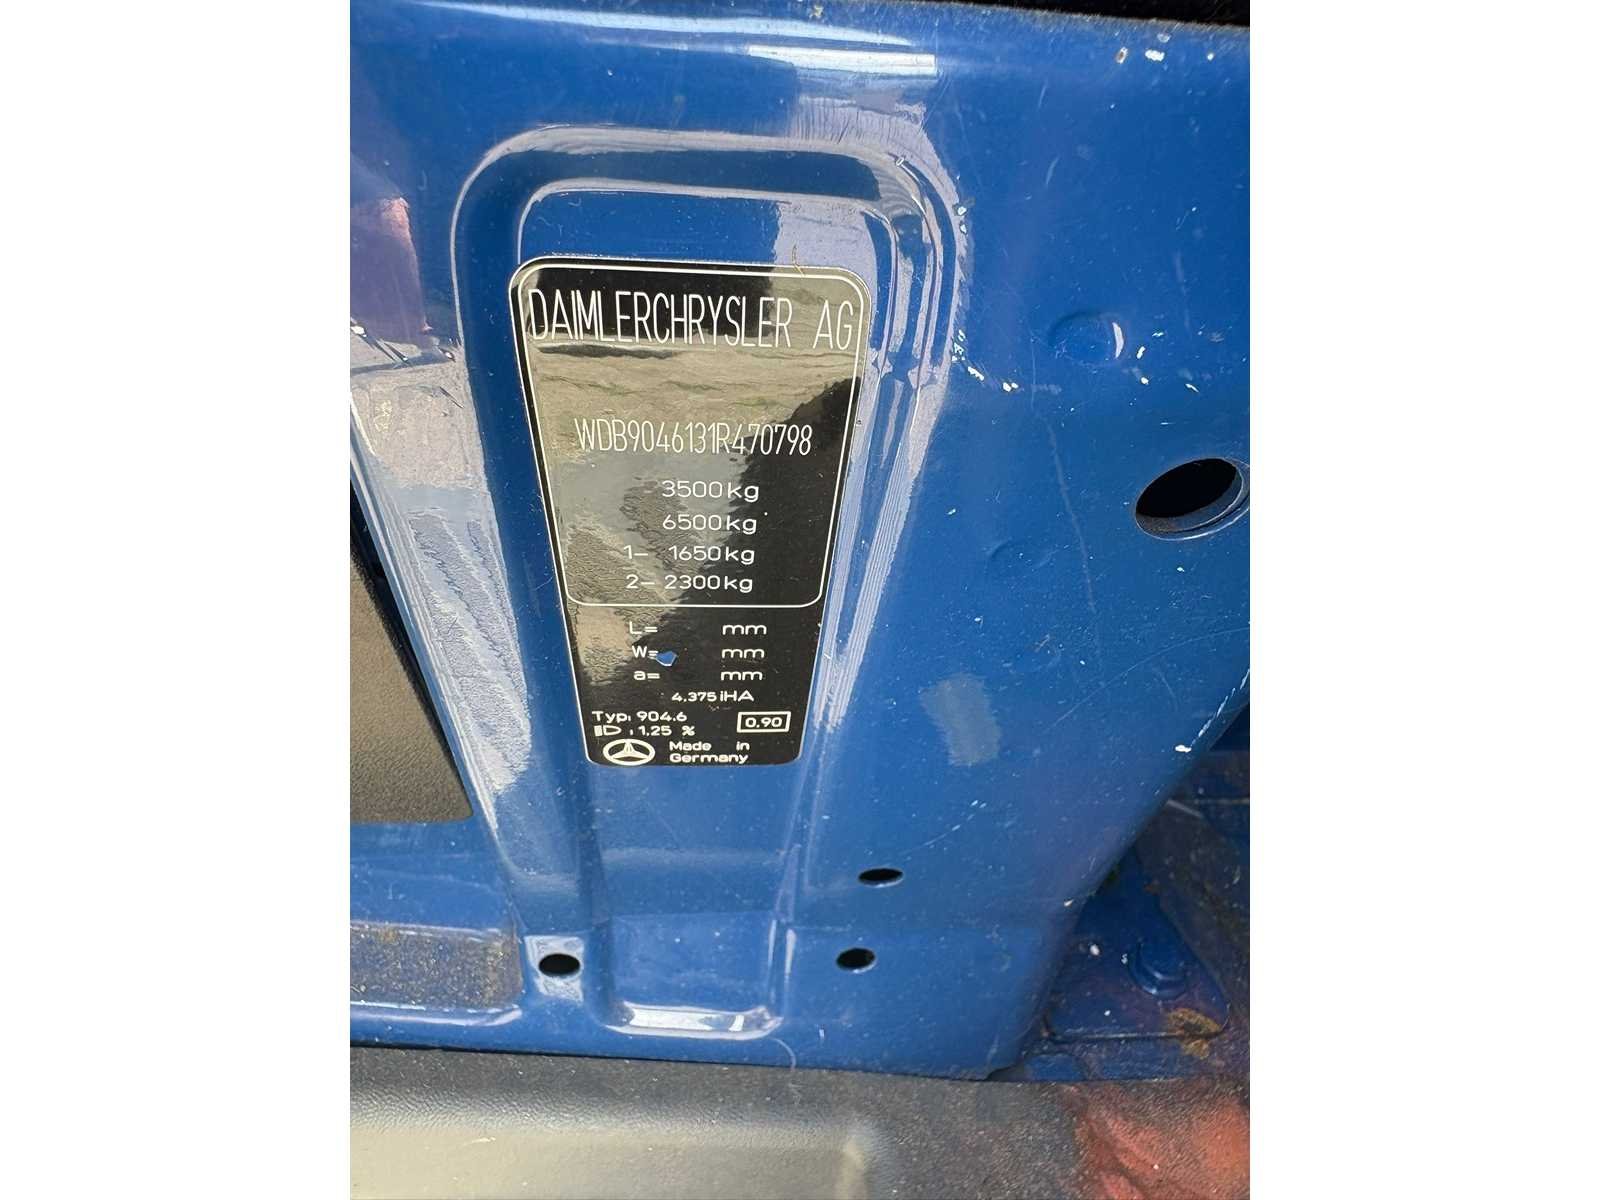 DAIMLERCHRYSLER AG
WDB9046131R470798
3500kg
6500kg
1- 1650kg
2- 2300kg
L= mm
W= mm
a= mm
4.375 iHA
Typ: 904.6
0.90
: 1.25 %
Made in
Germany